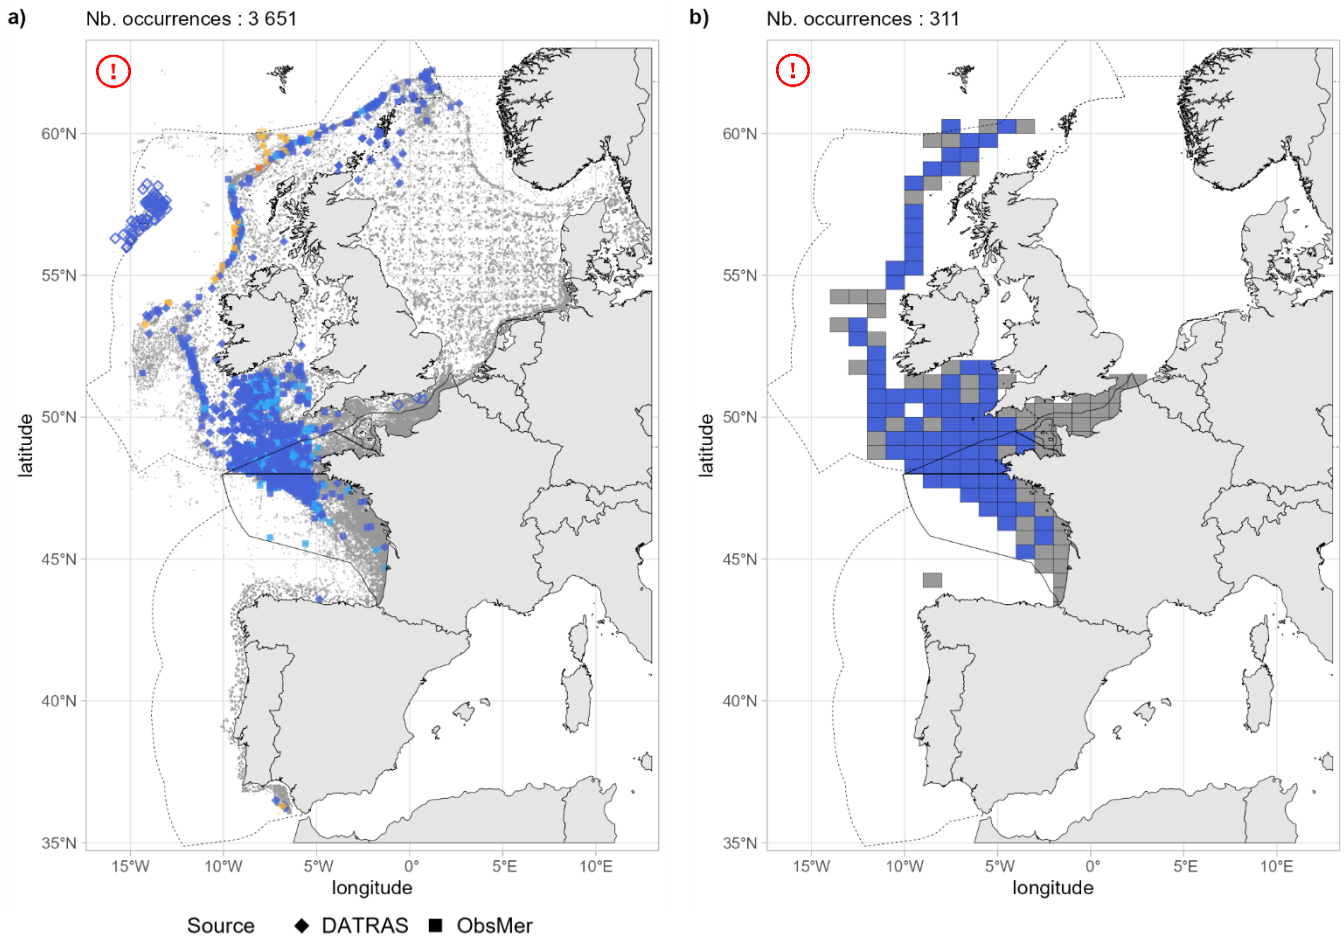 a) Nb. occurrences : 3 651
b) Nb. occurrences : 311
!
!
60°N
55°N
50°N
45°N
40°N
35°N
latitude
15°W 10°W 5°W 0° 5°E 10°E
longitude
60°N
55°N
50°N
45°N
40°N
35°N
latitude
15°W 10°W 5°W 0° 5°E 10°E
longitude
Source DATRAS ObsMer